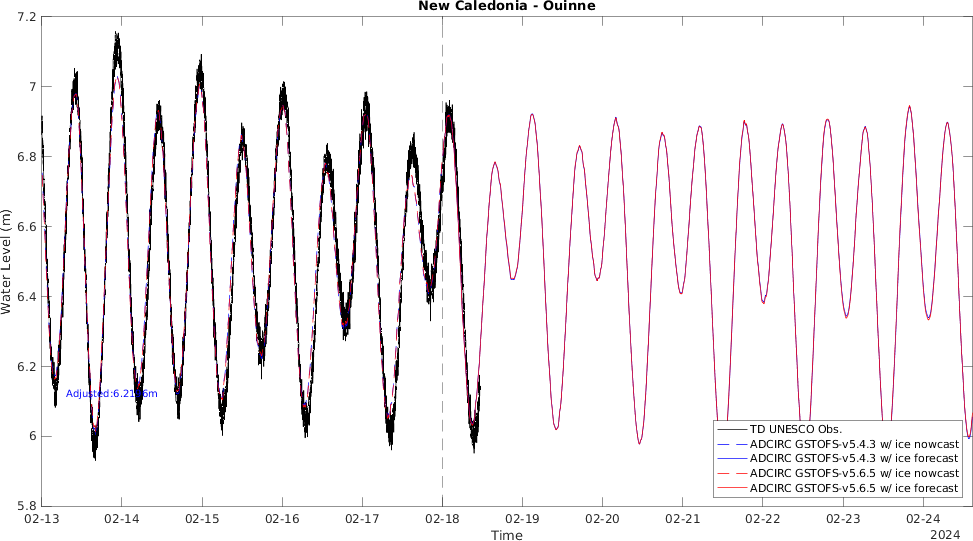 New Caledonia - Ouinne
7.2
7
6.8
6.6
6.4
6.2
6
5.8
Water Level (m)
02-13
02-14
02-15
02-16
02-17
02-18
02-19
02-20
02-21
02-22
02-23
02-24
Time
2024
TD UNESCO Obs.
ADCIRC GSTOFS-v5.4.3 w/ ice nowcast
ADCIRC GSTOFS-v5.4.3 w/ ice forecast
ADCIRC GSTOFS-v5.6.5 w/ ice nowcast
ADCIRC GSTOFS-v5.6.5 w/ ice forecast